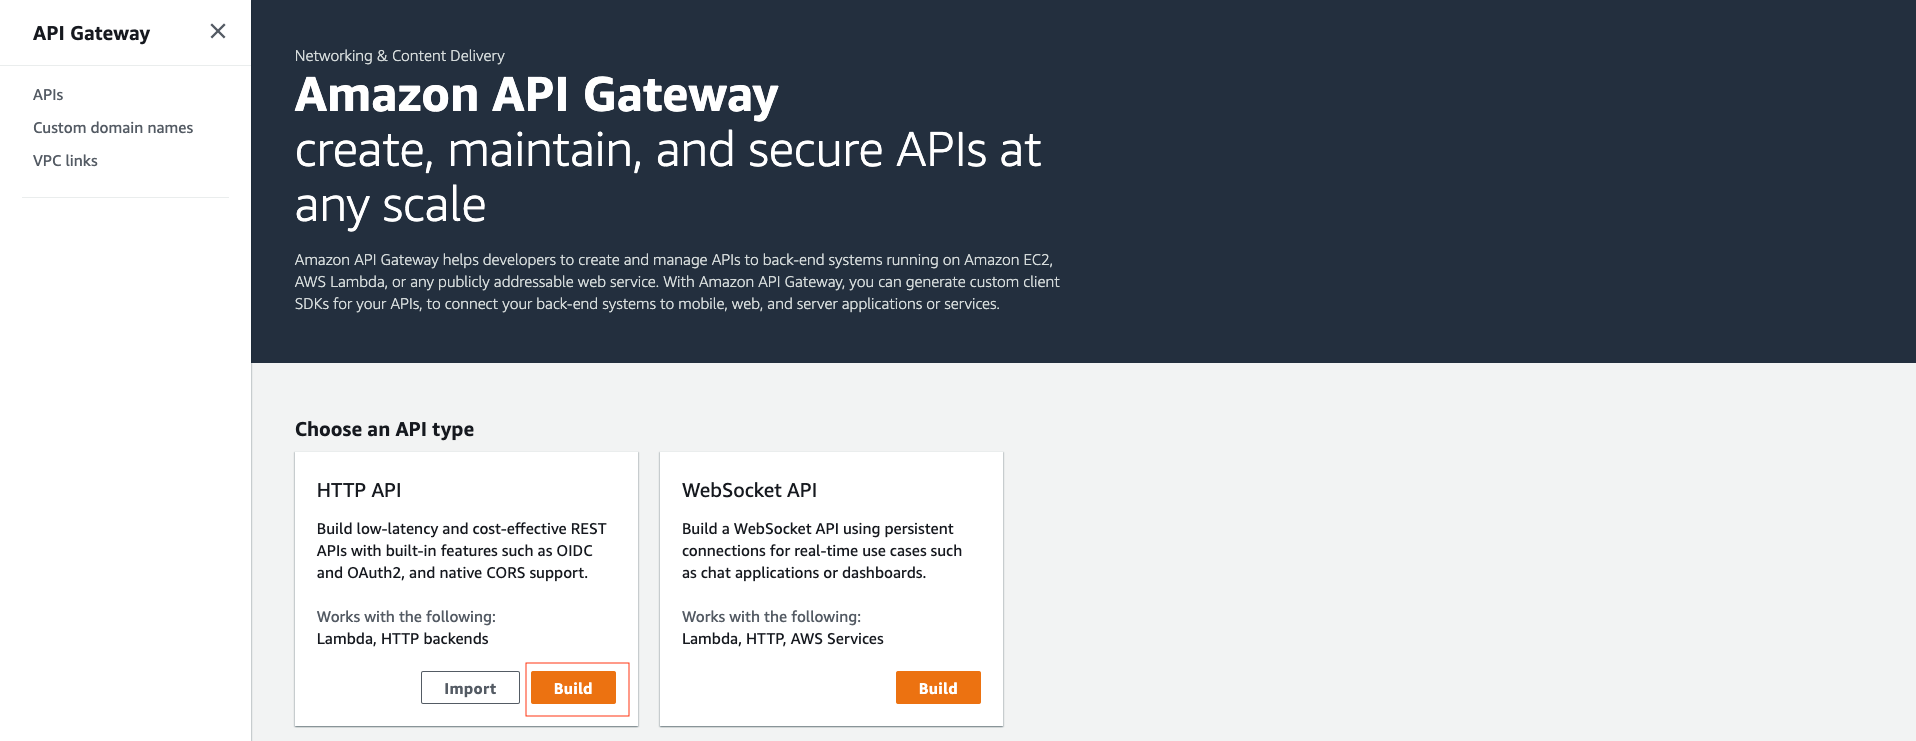 API Gateway
APIs
Custom domain names
VPC links
Networking & Content Delivery
Amazon API Gateway
create, maintain, and secure APIs at
any scale
Amazon API Gateway helps developers to create and manage APIs to back-end systems running on Amazon EC2,
AWS Lambda, or any publicly addressable web service. With Amazon API Gateway, you can generate custom client
SDKs for your APIs, to connect your back-end systems to mobile, web, and server applications or services.
Choose an API type
HTTP API
Build low-latency and cost-effective REST
APIs with built-in features such as OIDC
and OAuth2, and native CORS support.
Works with the following:
Lambda, HTTP backends
Import
Build
WebSocket API
Build a WebSocket API using persistent
connections for real-time use cases such
as chat applications or dashboards.
Works with the following:
Lambda, HTTP, AWS Services
Build